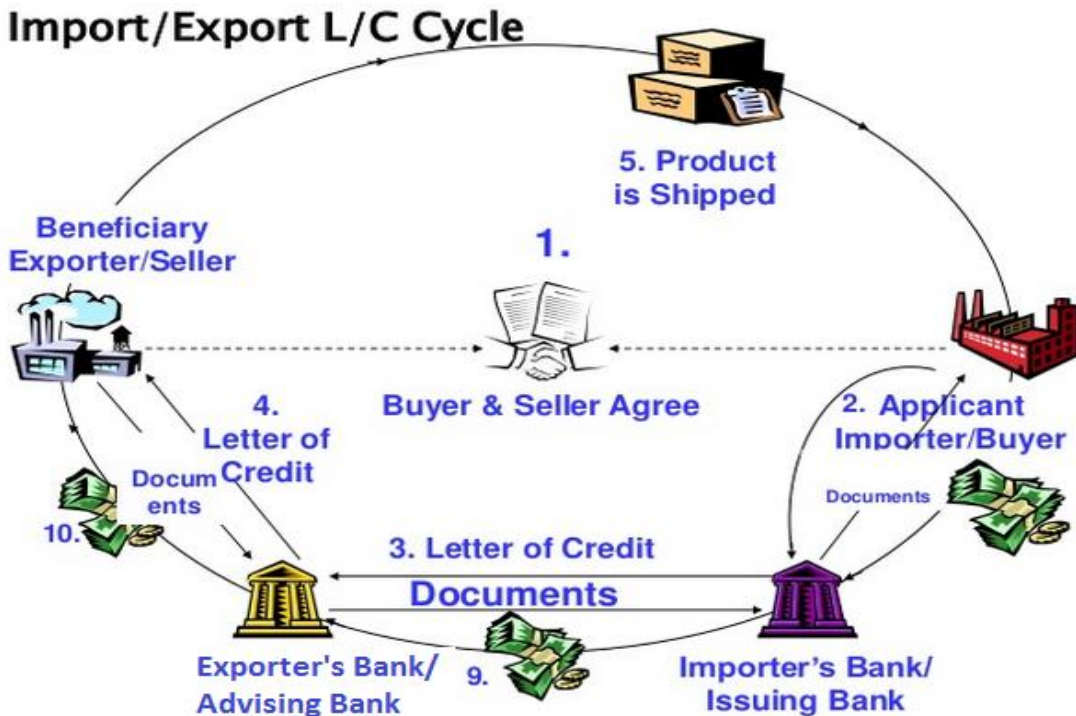 Import/Export L/C Cycle
5. Product
is Shipped
Beneficiary
Exporter/Seller
1.
Buyer & Seller Agree
4.
Letter of
Credit
2. Applicant
Importer/Buyer
Docum
ents
Documents
10.
3. Letter of Credit
Documents
Exporter's Bank/
Advising Bank
9.
Importer's Bank/
Issuing Bank